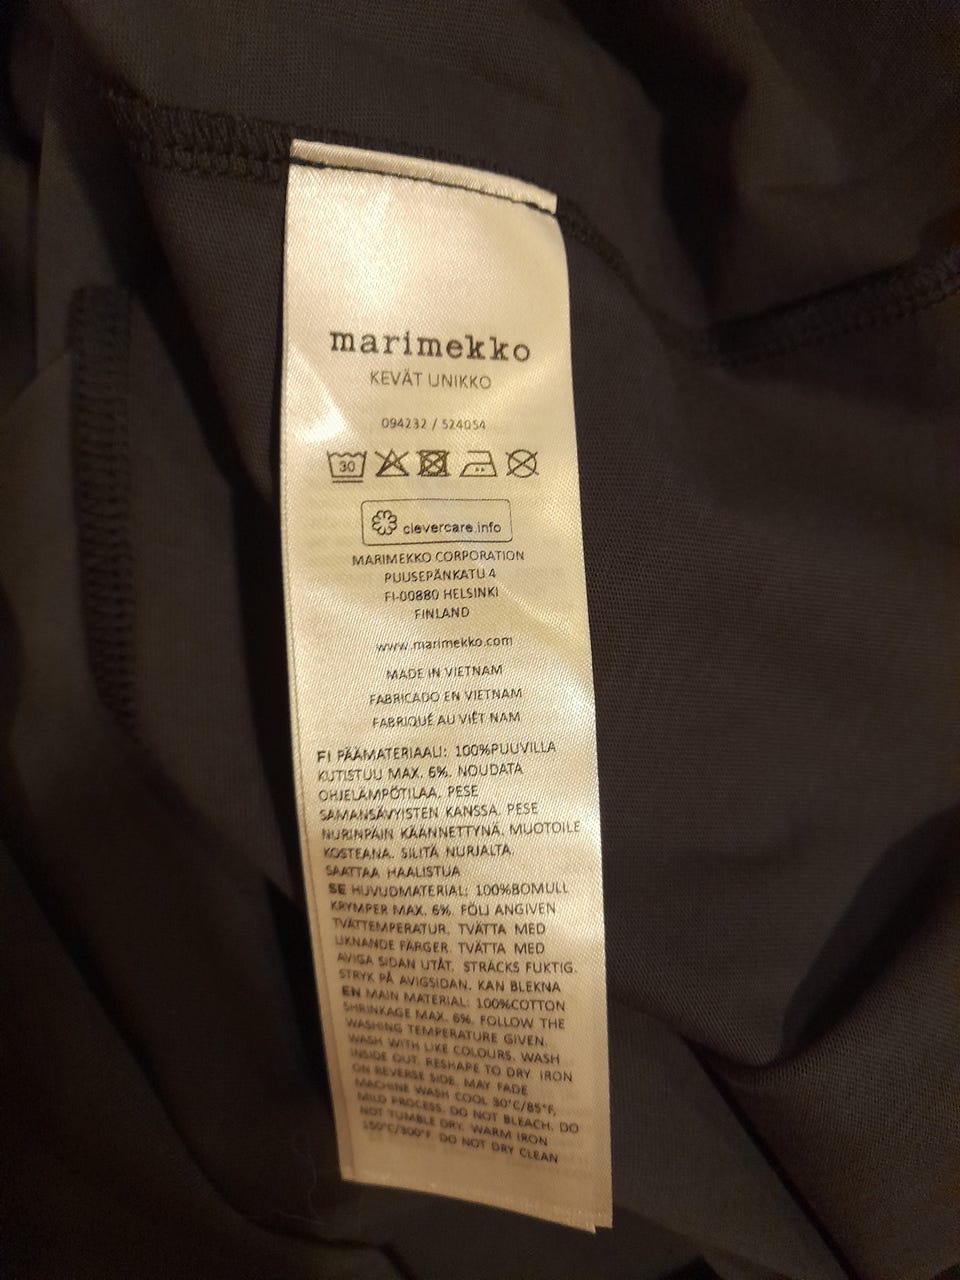 marimekko
KEVÄT UNIKKO
094232 / 524054
30
clevercare.info
MARIMEKKO CORPORATION
PUUSEPÄNKATU 4
FI-00880 HELSINKI
FINLAND
www.marimekko.com
MADE IN VIETNAM
FABRICADO EN VIETNAM
FABRIQUÉ AU VIÊT NAM
FI PÄÄMATERIAALI: 100%PUUVILLA
KUTISTUU MAX. 6%. NOUDATA
OHJELÄMPÖTILAA. PESE
SAMANSÄVYISTEN KANSSA. PESE
NURINPÄIN KÄÄNNETTYNÄ. MUOTOILE
KOSTEANA. SILITÄ NURJALTA.
SAATTAA HAALISTUA
SE HUVUDMATERIAL: 100%BOMULL
KRYMPER MAX. 6%. FÖLJ ANGIVEN
TVÄTTEMPERATUR. TVÄTTA MED
LIKNANDE FÄRGER. TVÄTTA MED
AVIGA SIDAN UTÅT. STRÄCKS FUKTIG.
STRYK PÅ AVIGSIDAN. KAN BLEKNA
EN MAIN MATERIAL: 100%COTTON
SHRINKAGE MAX. 6%. FOLLOW THE
WASHING TEMPERATURE GIVEN.
WASH WITH LIKE COLOURS. WASH
INSIDE OUT. RESHAPE TO DRY. IRON
ON REVERSE SIDE. MAY FADE
MACHINE WASH COOL 30°C/85°F,
MILD PROCESS. DO NOT BLEACH. DO
NOT TUMBLE DRY. WARM IRON
150°C/300°F DO NOT DRY CLEAN